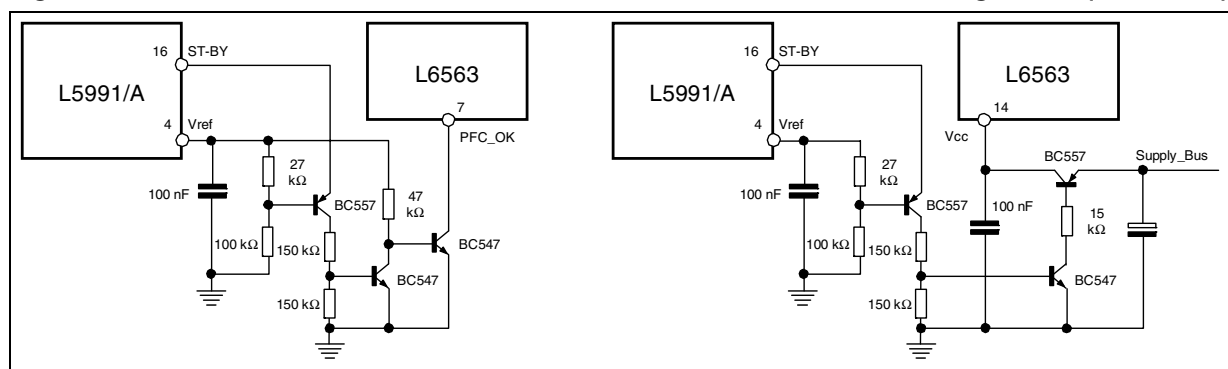 L5991/A
16
ST-BY
4
Vref
L6563
7
PFC_OK
27
kΩ
47
kΩ
100 nF
BC557
100 kΩ
150 kΩ
BC547
BC547
150 kΩ
L5991/A
16
ST-BY
4
Vref
L6563
14
Vcc
BC557
Supply_Bus
27
kΩ
100 nF
BC557
100 nF
15
kΩ
100 kΩ
150 kΩ
BC547
150 kΩ